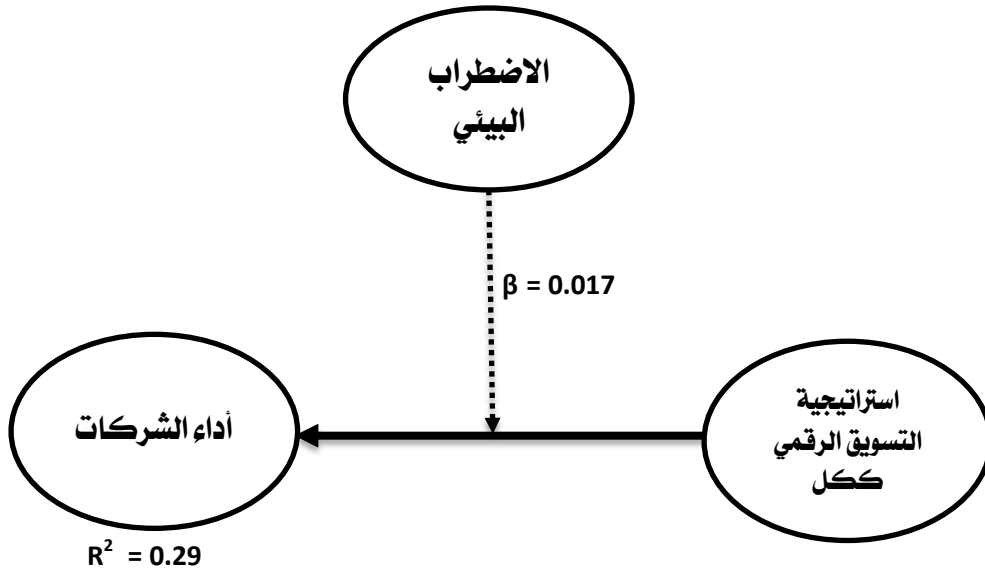 الاضطراب
البيئي
β = 0.017
استراتيجية
التسويق الرقمي
ككل
أداء الشركات
R² = 0.29